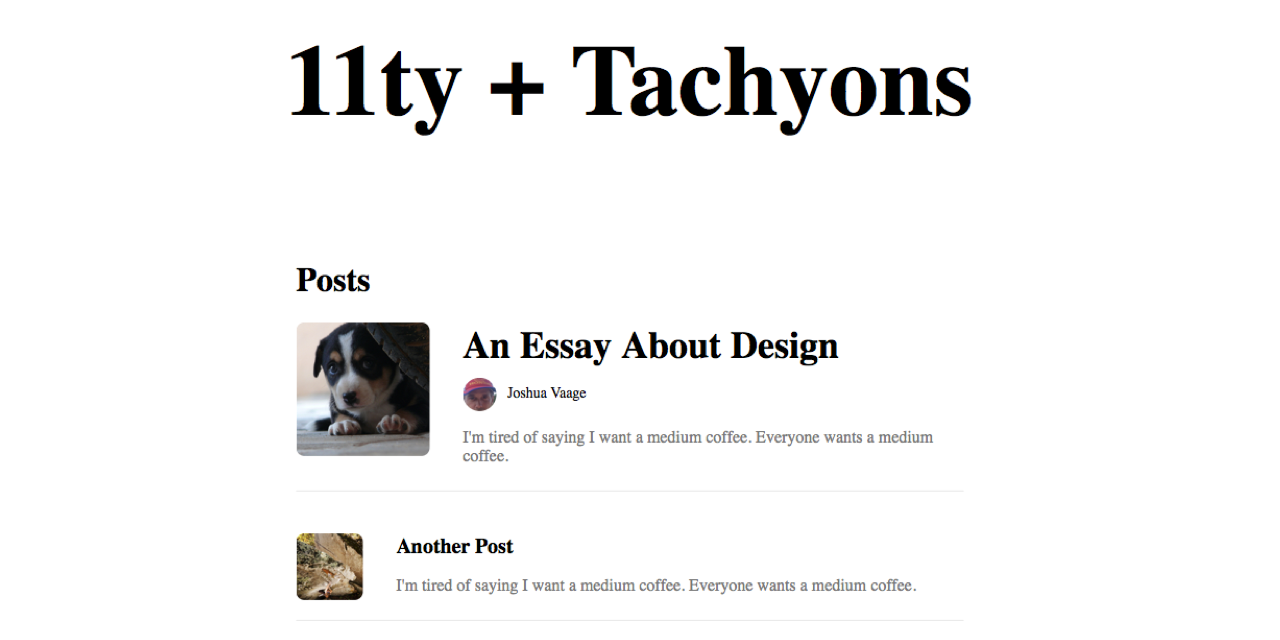 11ty + Tachyons
Posts
An Essay About Design
Joshua Vaage
I'm tired of saying I want a medium coffee. Everyone wants a medium
coffee.
Another Post
I'm tired of saying I want a medium coffee. Everyone wants a medium coffee.